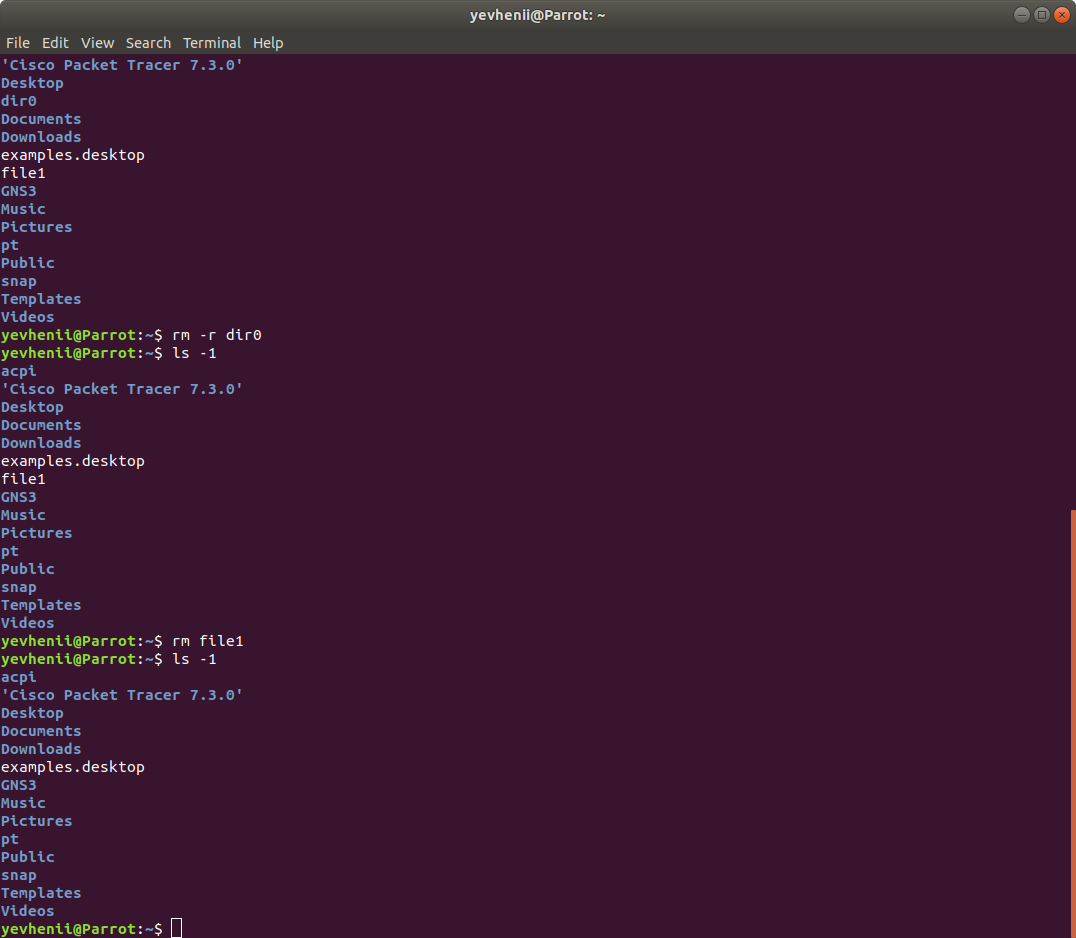 yevhenii@Parrot: ~
File Edit View Search Terminal Help
'Cisco Packet Tracer 7.3.0'
Desktop
dir0
Documents
Downloads
examples.desktop
file1
GNS3
Music
Pictures
pt
Public
snap
Templates
Videos
yevhenii@Parrot:~$ rm -r dir0
yevhenii@Parrot:~$ ls -1
acpi
'Cisco Packet Tracer 7.3.0'
Desktop
Documents
Downloads
examples.desktop
file1
GNS3
Music
Pictures
pt
Public
snap
Templates
Videos
yevhenii@Parrot:~$ rm file1
yevhenii@Parrot:~$ ls -1
acpi
'Cisco Packet Tracer 7.3.0'
Desktop
Documents
Downloads
examples.desktop
GNS3
Music
Pictures
pt
Public
snap
Templates
Videos
yevhenii@Parrot:~$